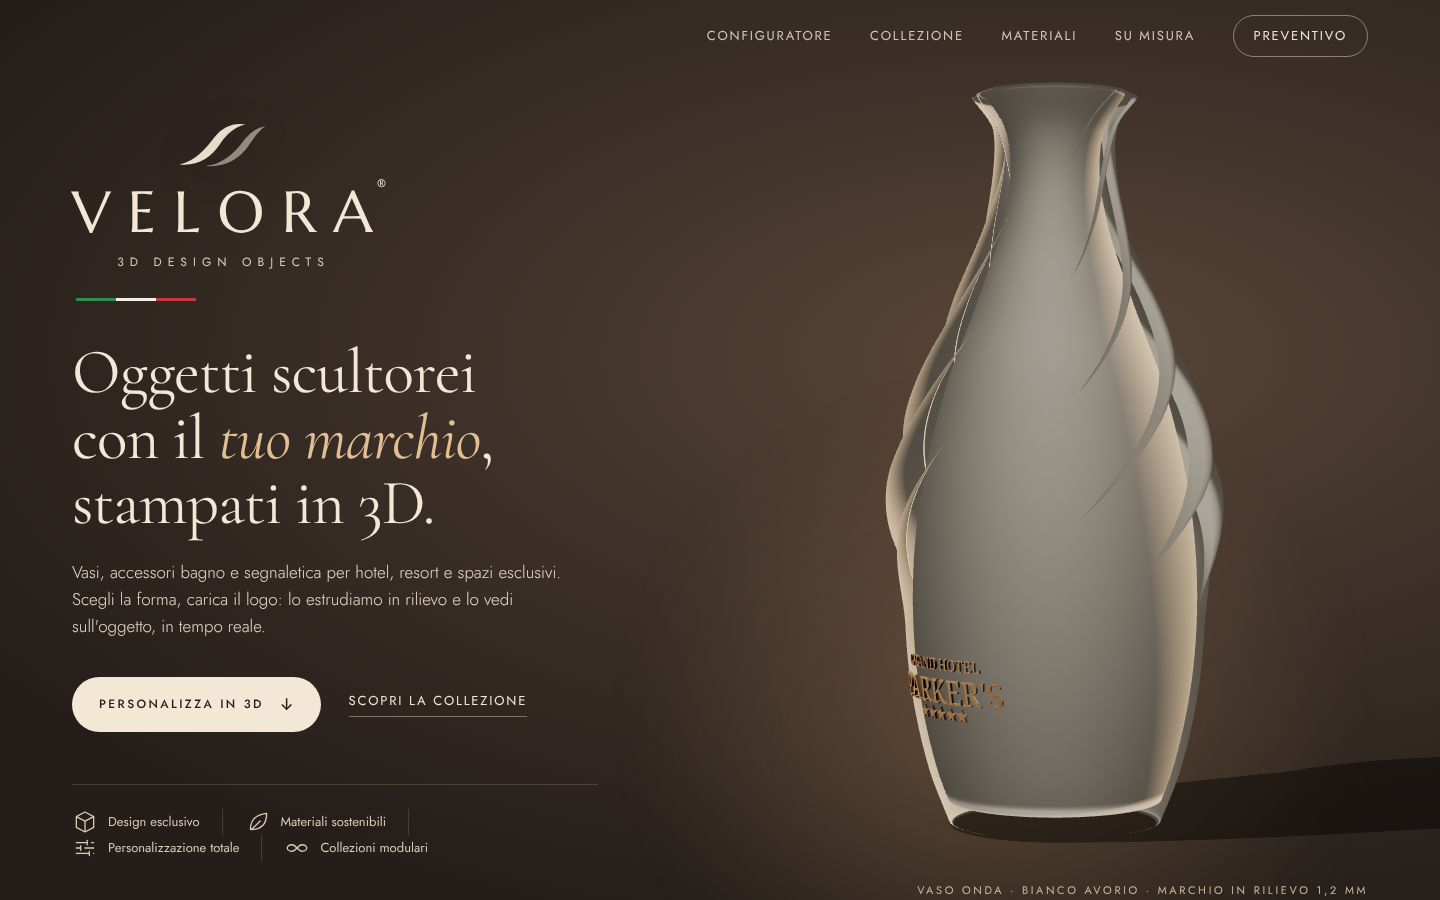 CONFIGURATORE COLLEZIONE MATERIALI SU MISURA PREVENTIVO
VELORA®
3D DESIGN OBJECTS
Oggetti scultorei
con il tuo marchio,
stampati in 3D.
Vasi, accessori bagno e segnaletica per hotel, resort e spazi esclusivi.
Scegli la forma, carica il logo: lo estrudiamo in rilievo e lo vedi
sull'oggetto, in tempo reale.
PERSONALIZZA IN 3D ↓ SCOPRI LA COLLEZIONE
Design esclusivo Materiali sostenibili
Personalizzazione totale Collezioni modulari
HOTEL
PARKER'S
★★★★★
VASO ONDA · BIANCO AVORIO · MARCHIO IN RILIEVO 1,2 MM